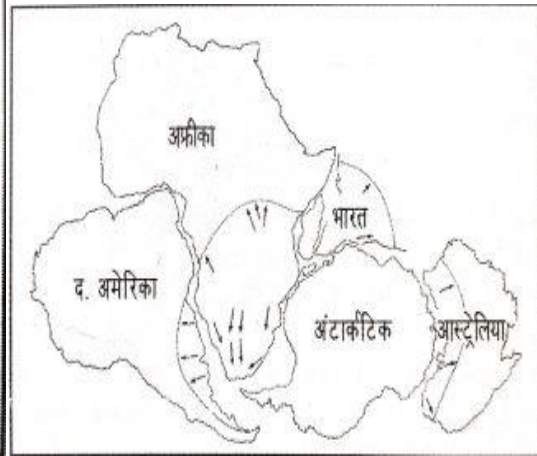 अफ्रीका
भारत
द. अमेरिका
अंटार्कटिक
आस्ट्रेलिया